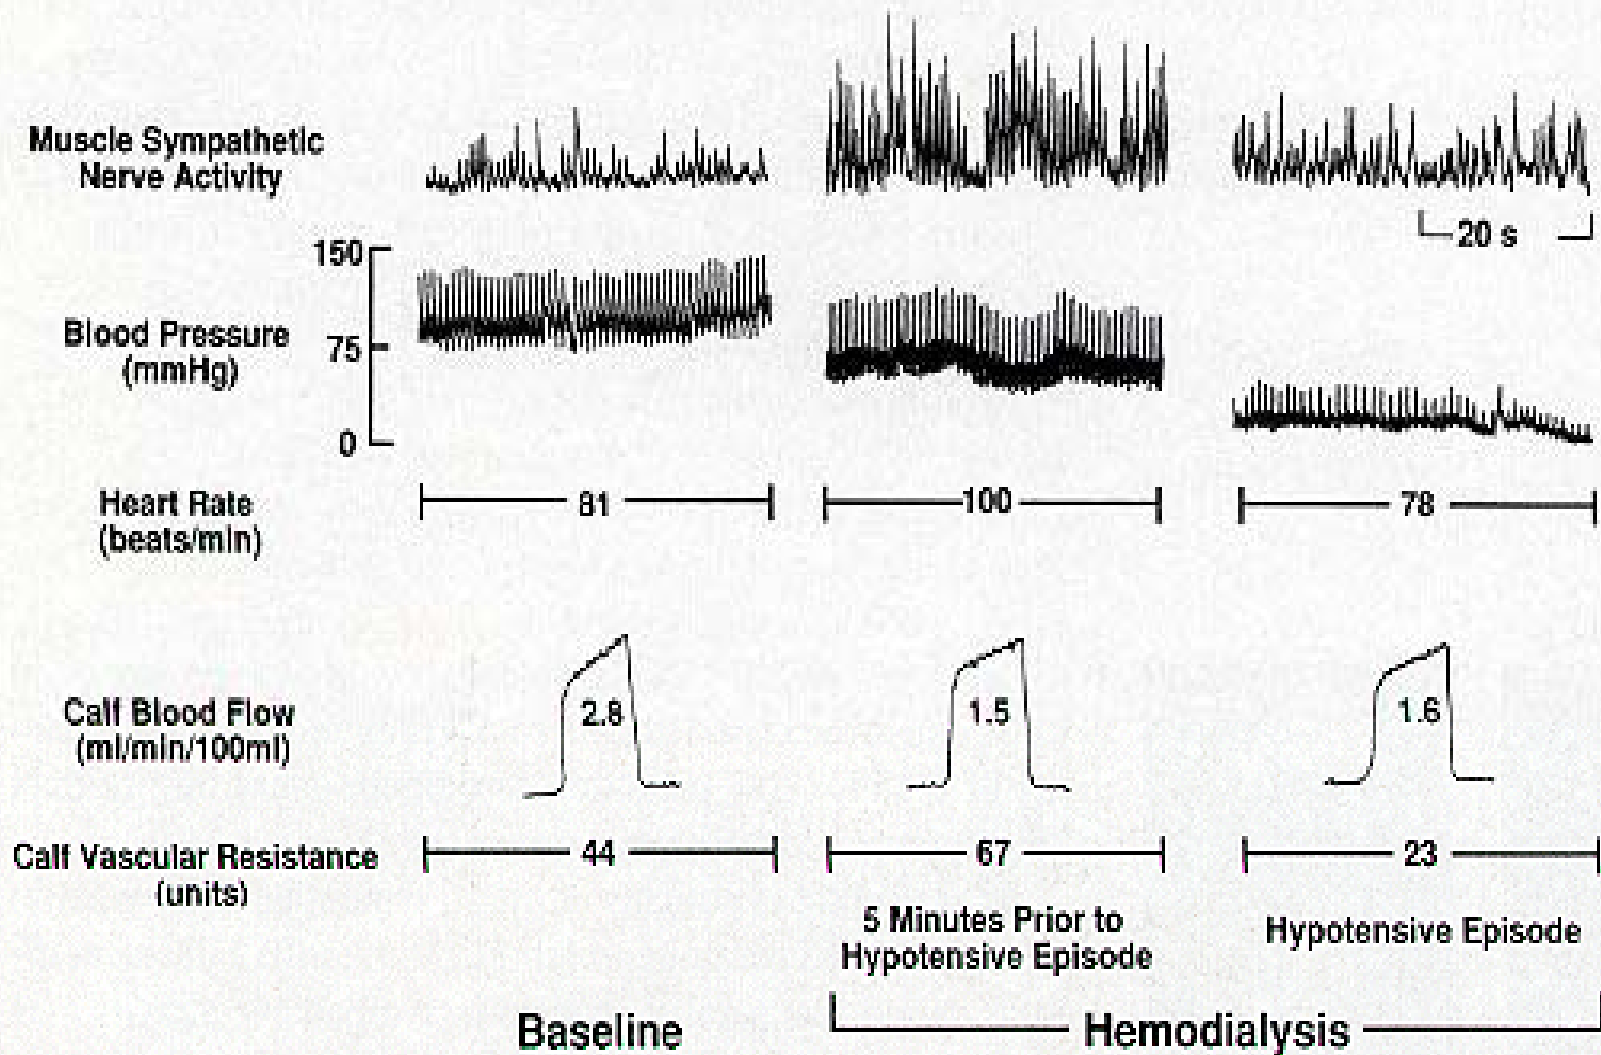 Muscle Sympathetic
Nerve Activity
20 s
150
75
0
Blood Pressure
(mmHg)
Heart Rate
(beats/min)
81
100
78
Calf Blood Flow
(ml/min/100ml)
2.8
1.5
1.6
Calf Vascular Resistance
(units)
44
67
23
5 Minutes Prior to
Hypotensive Episode
Hypotensive Episode
Baseline
Hemodialysis